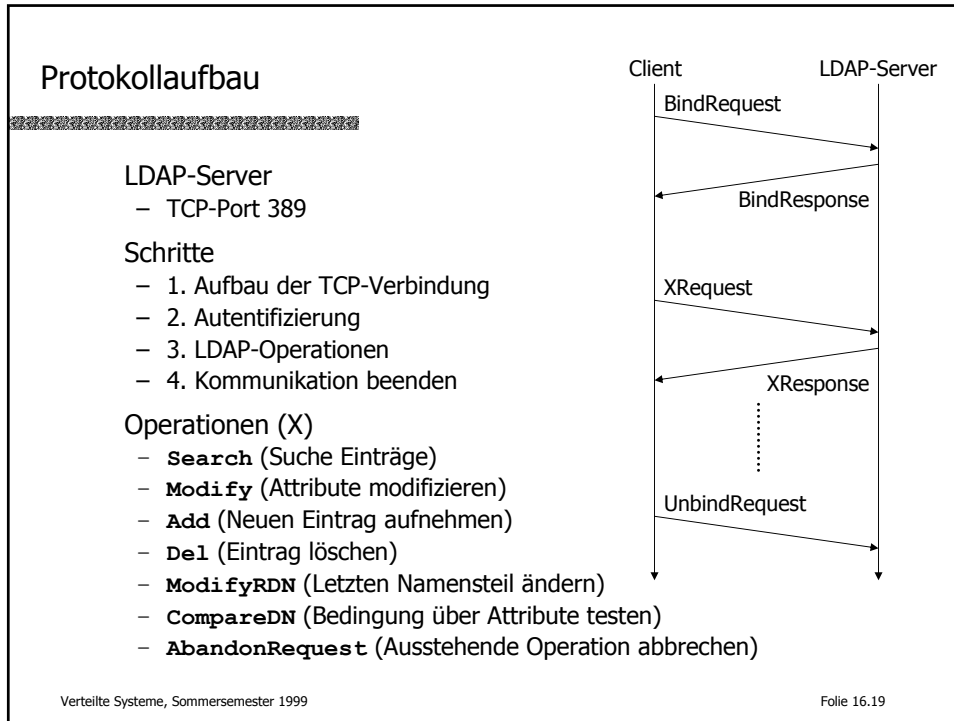 Protokollaufbau
LDAP-Server
– TCP-Port 389
Schritte
– 1. Aufbau der TCP-Verbindung
– 2. Autentifizierung
– 3. LDAP-Operationen
– 4. Kommunikation beenden
Operationen (X)
– Search (Suche Einträge)
– Modify (Attribute modifizieren)
– Add (Neuen Eintrag aufnehmen)
– Del (Eintrag löschen)
– ModifyRDN (Letzten Namensteil ändern)
– CompareDN (Bedingung über Attribute testen)
– AbandonRequest (Ausstehende Operation abbrechen)
Client LDAP-Server
BindRequest
BindResponse
XRequest
XResponse
UnbindRequest
Verteilte Systeme, Sommersemester 1999 Folie 16.19